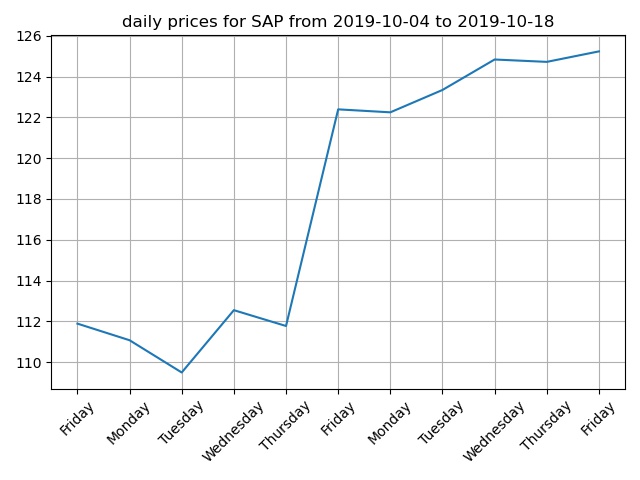 daily prices for SAP from 2019-10-04 to 2019-10-18
126
124
122
120
118
116
114
112
110
Friday
Monday
Tuesday
Wednesday
Thursday
Friday
Monday
Tuesday
Wednesday
Thursday
Friday